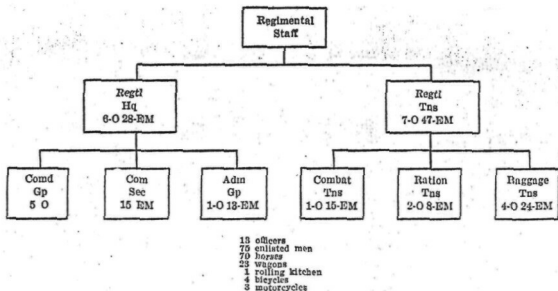 Regimental
Staff
Regtl
Hq
6-O 28-EM
Regtl
Tns
7-O 47-EM
Comd
Gp
5 O
Com
Sec
15 EM
Adm
Gp
1-O 13-EM
Combat
Tns
1-O 15-EM
Ration
Tns
2-O 8-EM
Baggage
Tns
4-O 24-EM
13 officers
75 enlisted men
70 horses
23 wagons
1 rolling kitchen
4 bicycles
3 motorcycles